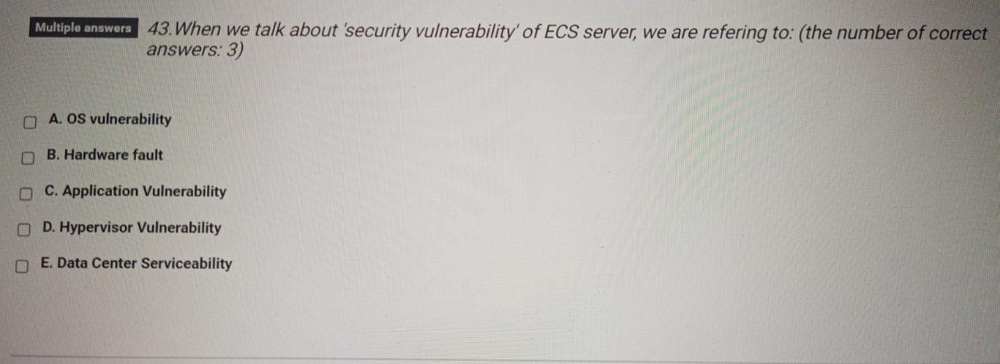 Multiple answers 43.When we talk about 'security vulnerability' of ECS server, we are refering to: (the number of correct
answers: 3)
A. OS vulnerability
B. Hardware fault
C. Application Vulnerability
D. Hypervisor Vulnerability
E. Data Center Serviceability